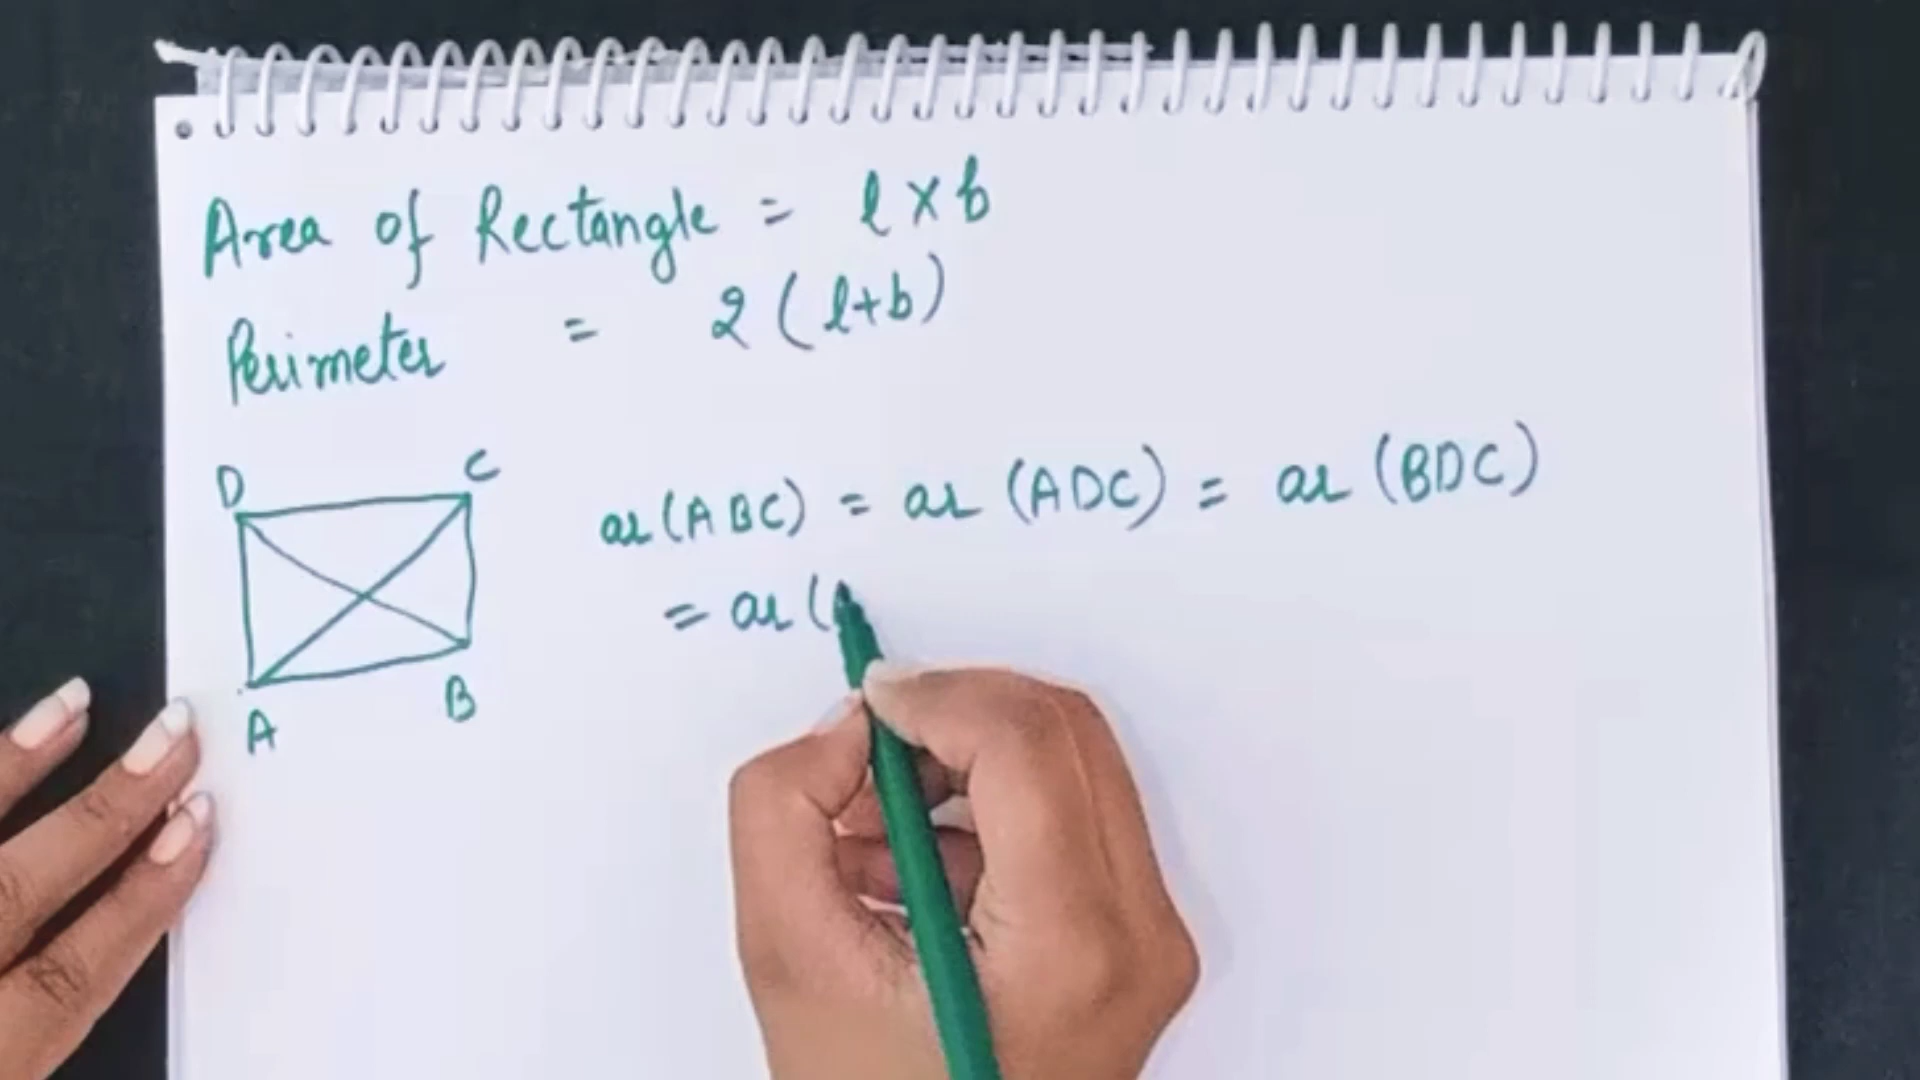 Area of Rectangle = l × b
Perimeter = 2 ( l+b )
D C
A B
ar (ABC) = ar (ADC) = ar (BDC)
= ar (